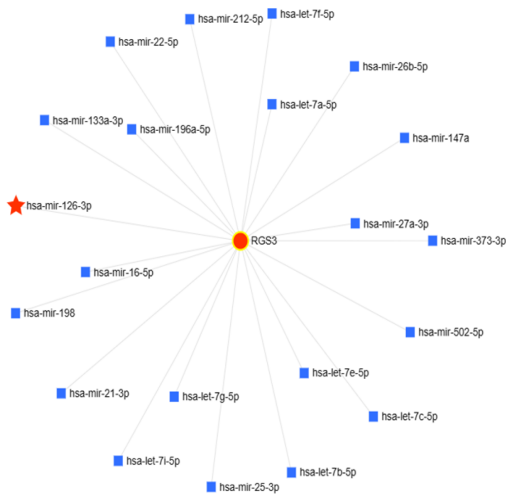 hsa-let-7f-5p
hsa-mir-212-5p
hsa-mir-22-5p
hsa-mir-26b-5p
hsa-let-7a-5p
hsa-mir-133a-3p
hsa-mir-196a-5p
hsa-mir-147a
hsa-mir-126-3p
hsa-mir-27a-3p
RGS3
hsa-mir-373-3p
hsa-mir-16-5p
hsa-mir-198
hsa-mir-502-5p
hsa-let-7e-5p
hsa-mir-21-3p
hsa-let-7g-5p
hsa-let-7c-5p
hsa-let-7i-5p
hsa-let-7b-5p
hsa-mir-25-3p